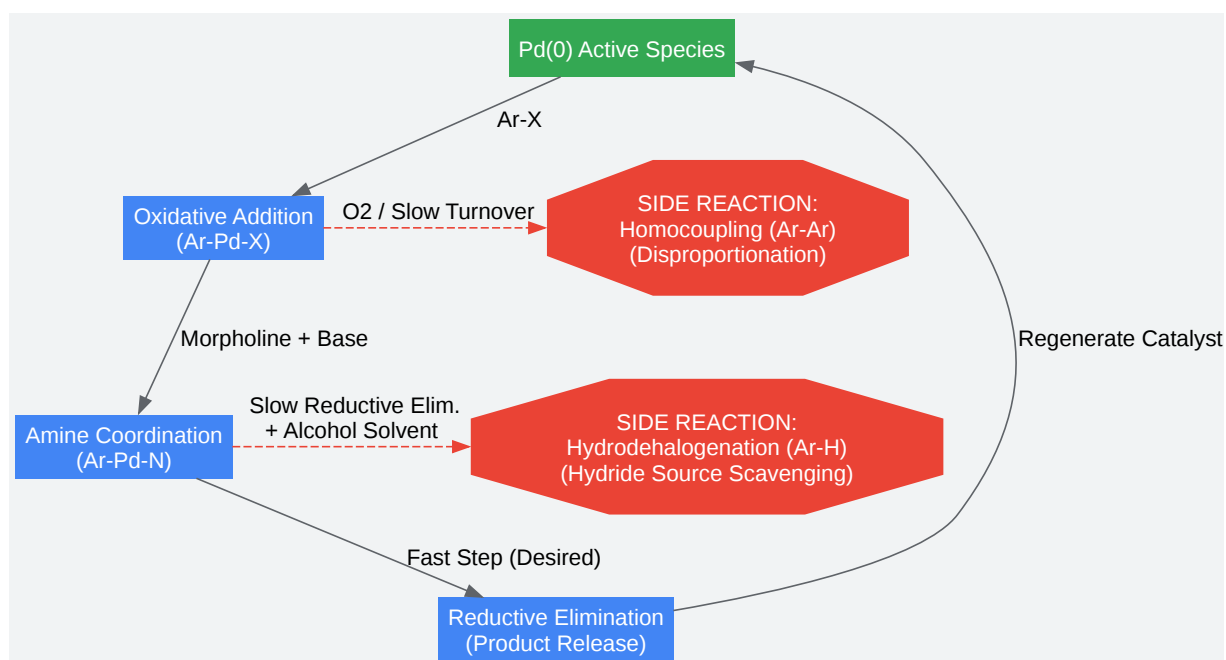 Pd(0) Active Species
Ar-X
Oxidative Addition
(Ar-Pd-X)
O2 / Slow Turnover
SIDE REACTION:
Homocoupling (Ar-Ar)
(Disproportionation)
Morpholine + Base
Regenerate Catalyst
Amine Coordination
(Ar-Pd-N)
Slow Reductive Elim.
+ Alcohol Solvent
SIDE REACTION:
Hydrodehalogenation (Ar-H)
(Hydride Source Scavenging)
Fast Step (Desired)
Reductive Elimination
(Product Release)